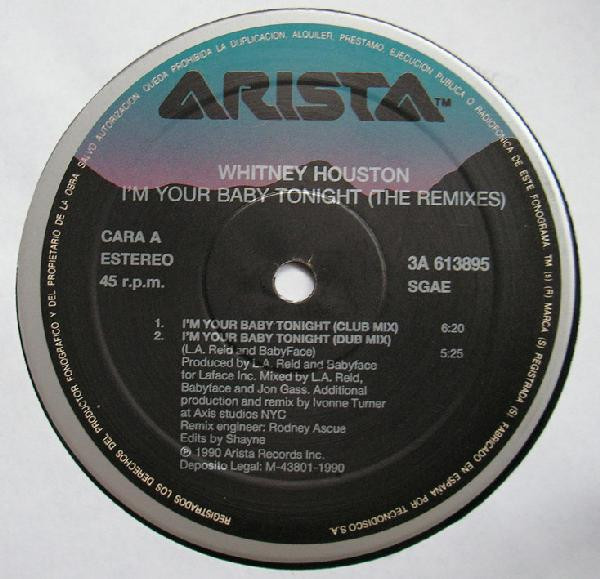 SALVO AUTORIZACION, QUEDA PROHIBIDA LA DUPLICACION, ALQUILER, PRESTAMO, EJECUCION PUBLICA O RADIOFONICA DE ESTE FONOGRAMA. TM (s) (R) MARCA (S) REGISTRADA (S) FABRICADO EN ESPAÑA POR TECNODISCO S.A.
ARISTA™
WHITNEY HOUSTON
I'M YOUR BABY TONIGHT (THE REMIXES)
CARA A
ESTEREO
45 r.p.m.
3A 613895
SGAE
1. I'M YOUR BABY TONIGHT (CLUB MIX) 6:20
2. I'M YOUR BABY TONIGHT (DUB MIX)
(L.A. Reid and BabyFace) 5:25
Produced by L.A. Reid and Babyface
for Laface Inc. Mixed by L.A. Reid,
Babyface and Jon Gass. Additional
production and remix by Ivonne Turner
at Axis studios NYC
Remix engineer: Rodney Ascue
Edits by Shayne
℗ 1990 Arista Records Inc.
Deposito Legal: M-43801-1990
REGISTRADOS LOS DERECHOS DEL PRODUCTOR FONOGRAFICO Y DEL PROPIETARIO DE LA OBRA.